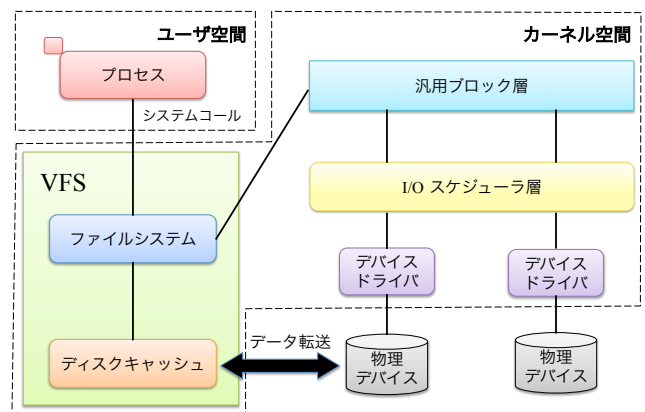 ユーザ空間
カーネル空間
プロセス
システムコール
汎用ブロック層
VFS
I/O スケジューラ層
ファイルシステム
デバイス
ドライバ
デバイス
ドライバ
データ転送
ディスクキャッシュ
物理
デバイス
物理
デバイス